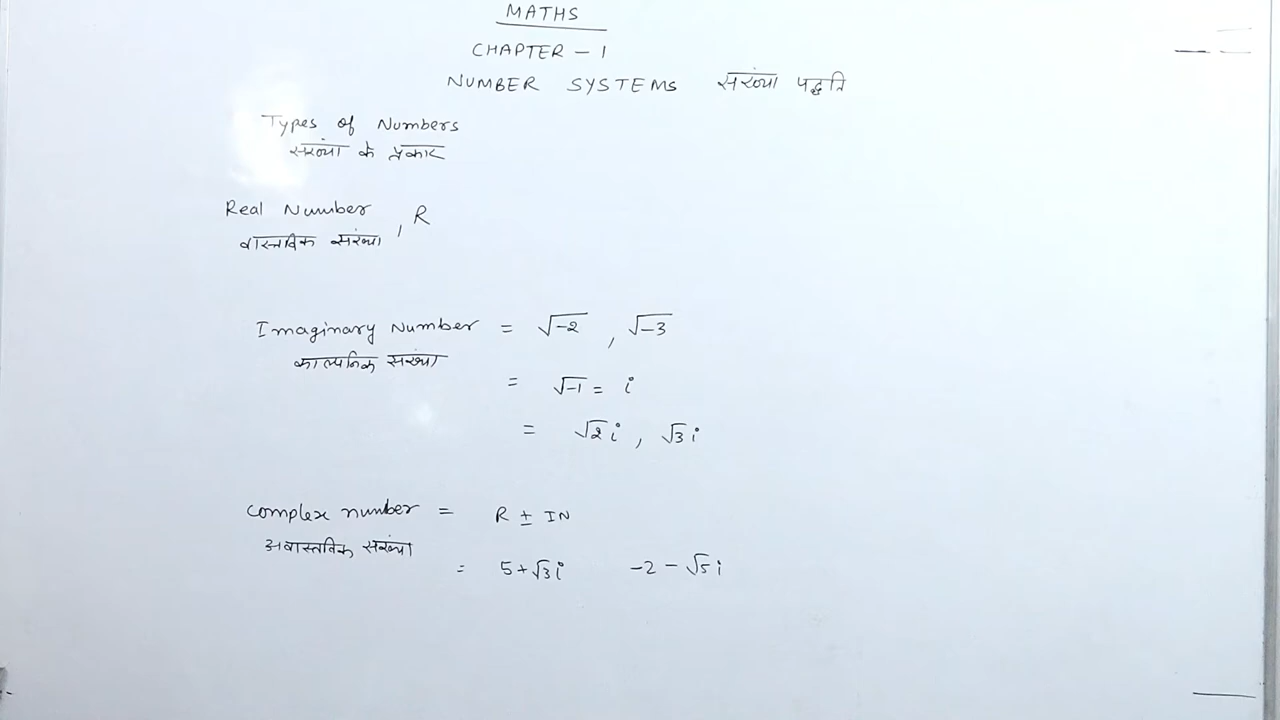 MATHS
CHAPTER - 1
NUMBER SYSTEMS संख्या पद्धति
Types of Numbers
संख्या के प्रकार
Real Number , R
वास्तविक संख्या
Imaginary Number = √-2 , √-3
काल्पनिक संख्या
= √-1 = i
= √2 i , √3 i
Complex number = R ± IN
अवास्तविक संख्या
= 5+√3 i -2 - √5 i